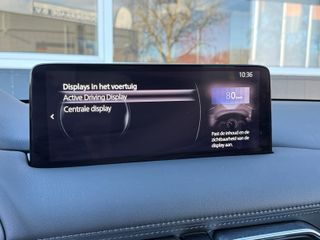 10:36
Displays in het voertuig
Active Driving Display
Centrale display
80
Past de inhoud en de
zichtbaarheid van de
display aan.